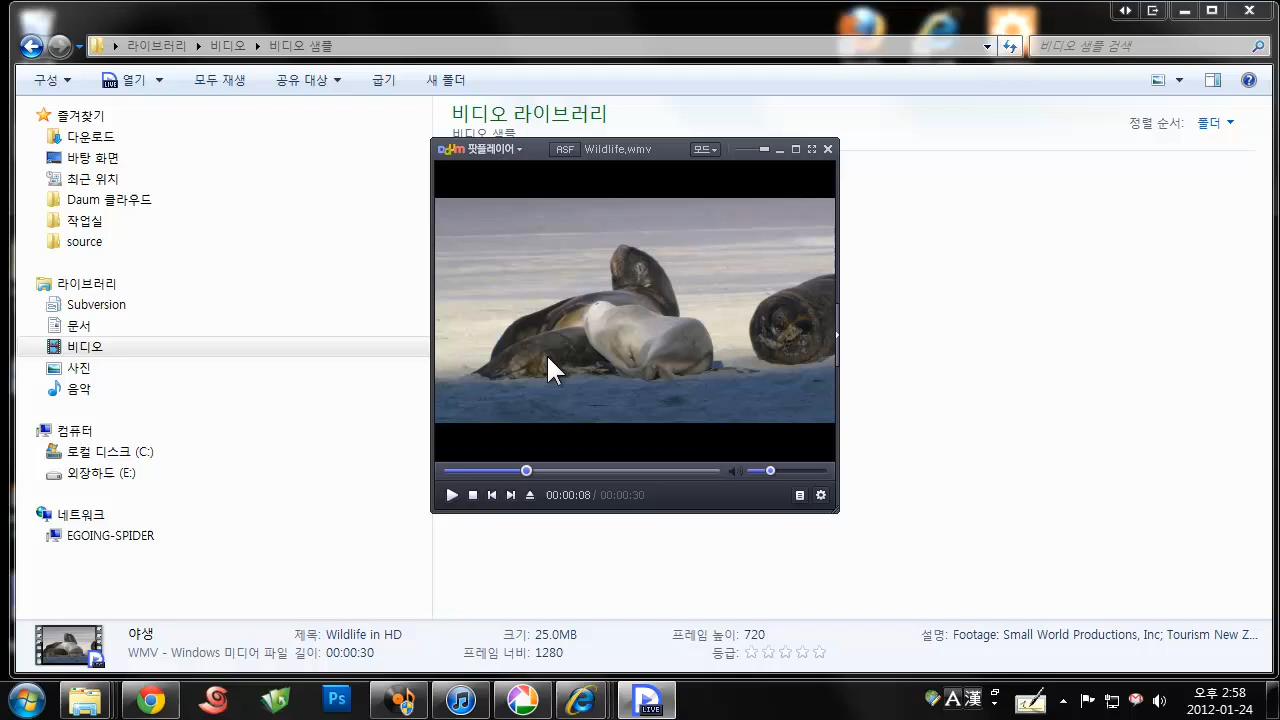 라이브러리 비디오 비디오 샘플
비디오 샘플 검색
구성 열기 모두 재생 공유 대상 굽기 새 폴더
즐겨찾기
다운로드
바탕 화면
최근 위치
Daum 클라우드
작업실
source
라이브러리
Subversion
문서
비디오
사진
음악
컴퓨터
로컬 디스크 (C:)
외장하드 (E:)
네트워크
EGOING-SPIDER
비디오 라이브러리
비디오 샘플
정렬 순서: 폴더
Daum 팟플레이어 ASF Wildlife.wmv 모드
00:00:08 / 00:00:30
야생 제목: Wildlife in HD 크기: 25.0MB 프레임 높이: 720 설명: Footage: Small World Productions, Inc; Tourism New Z...
WMV - Windows 미디어 파일 길이: 00:00:30 프레임 너비: 1280 등급:
LIVE
Ps
LIVE
A 漢
오후 2:58
2012-01-24